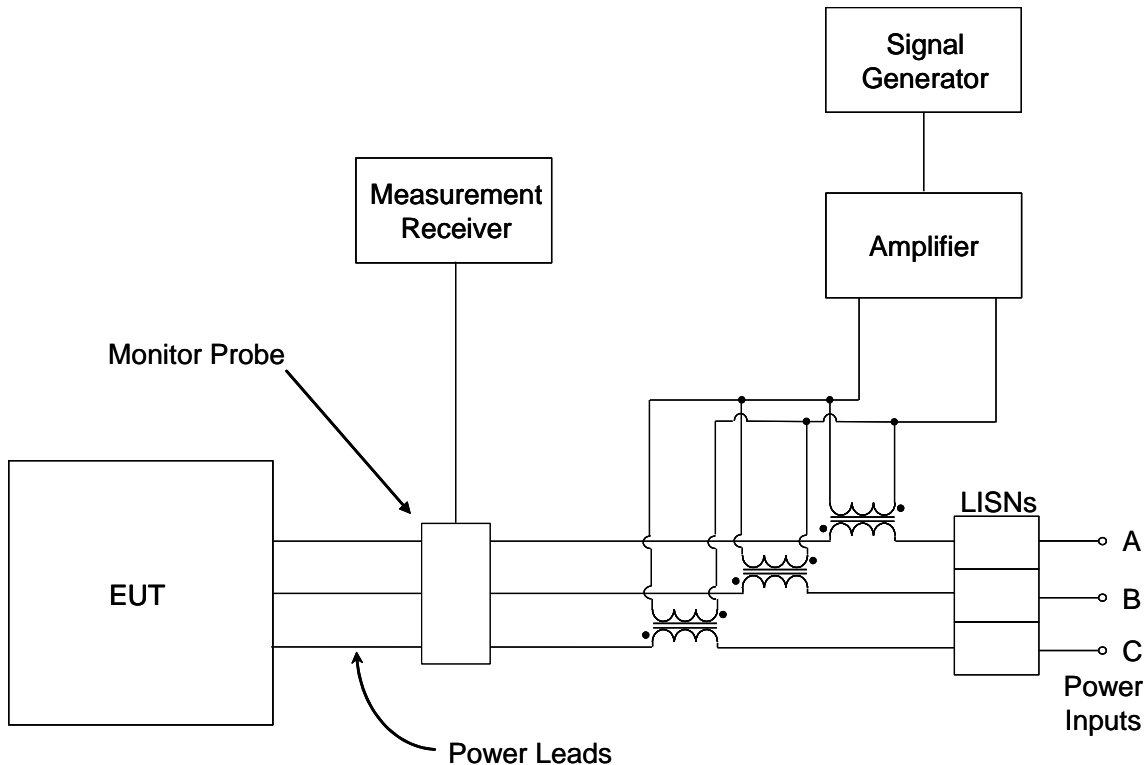 Signal
Generator
Measurement
Receiver
Amplifier
Monitor Probe
LISNs
A
EUT
B
C
Power
Inputs
Power Leads